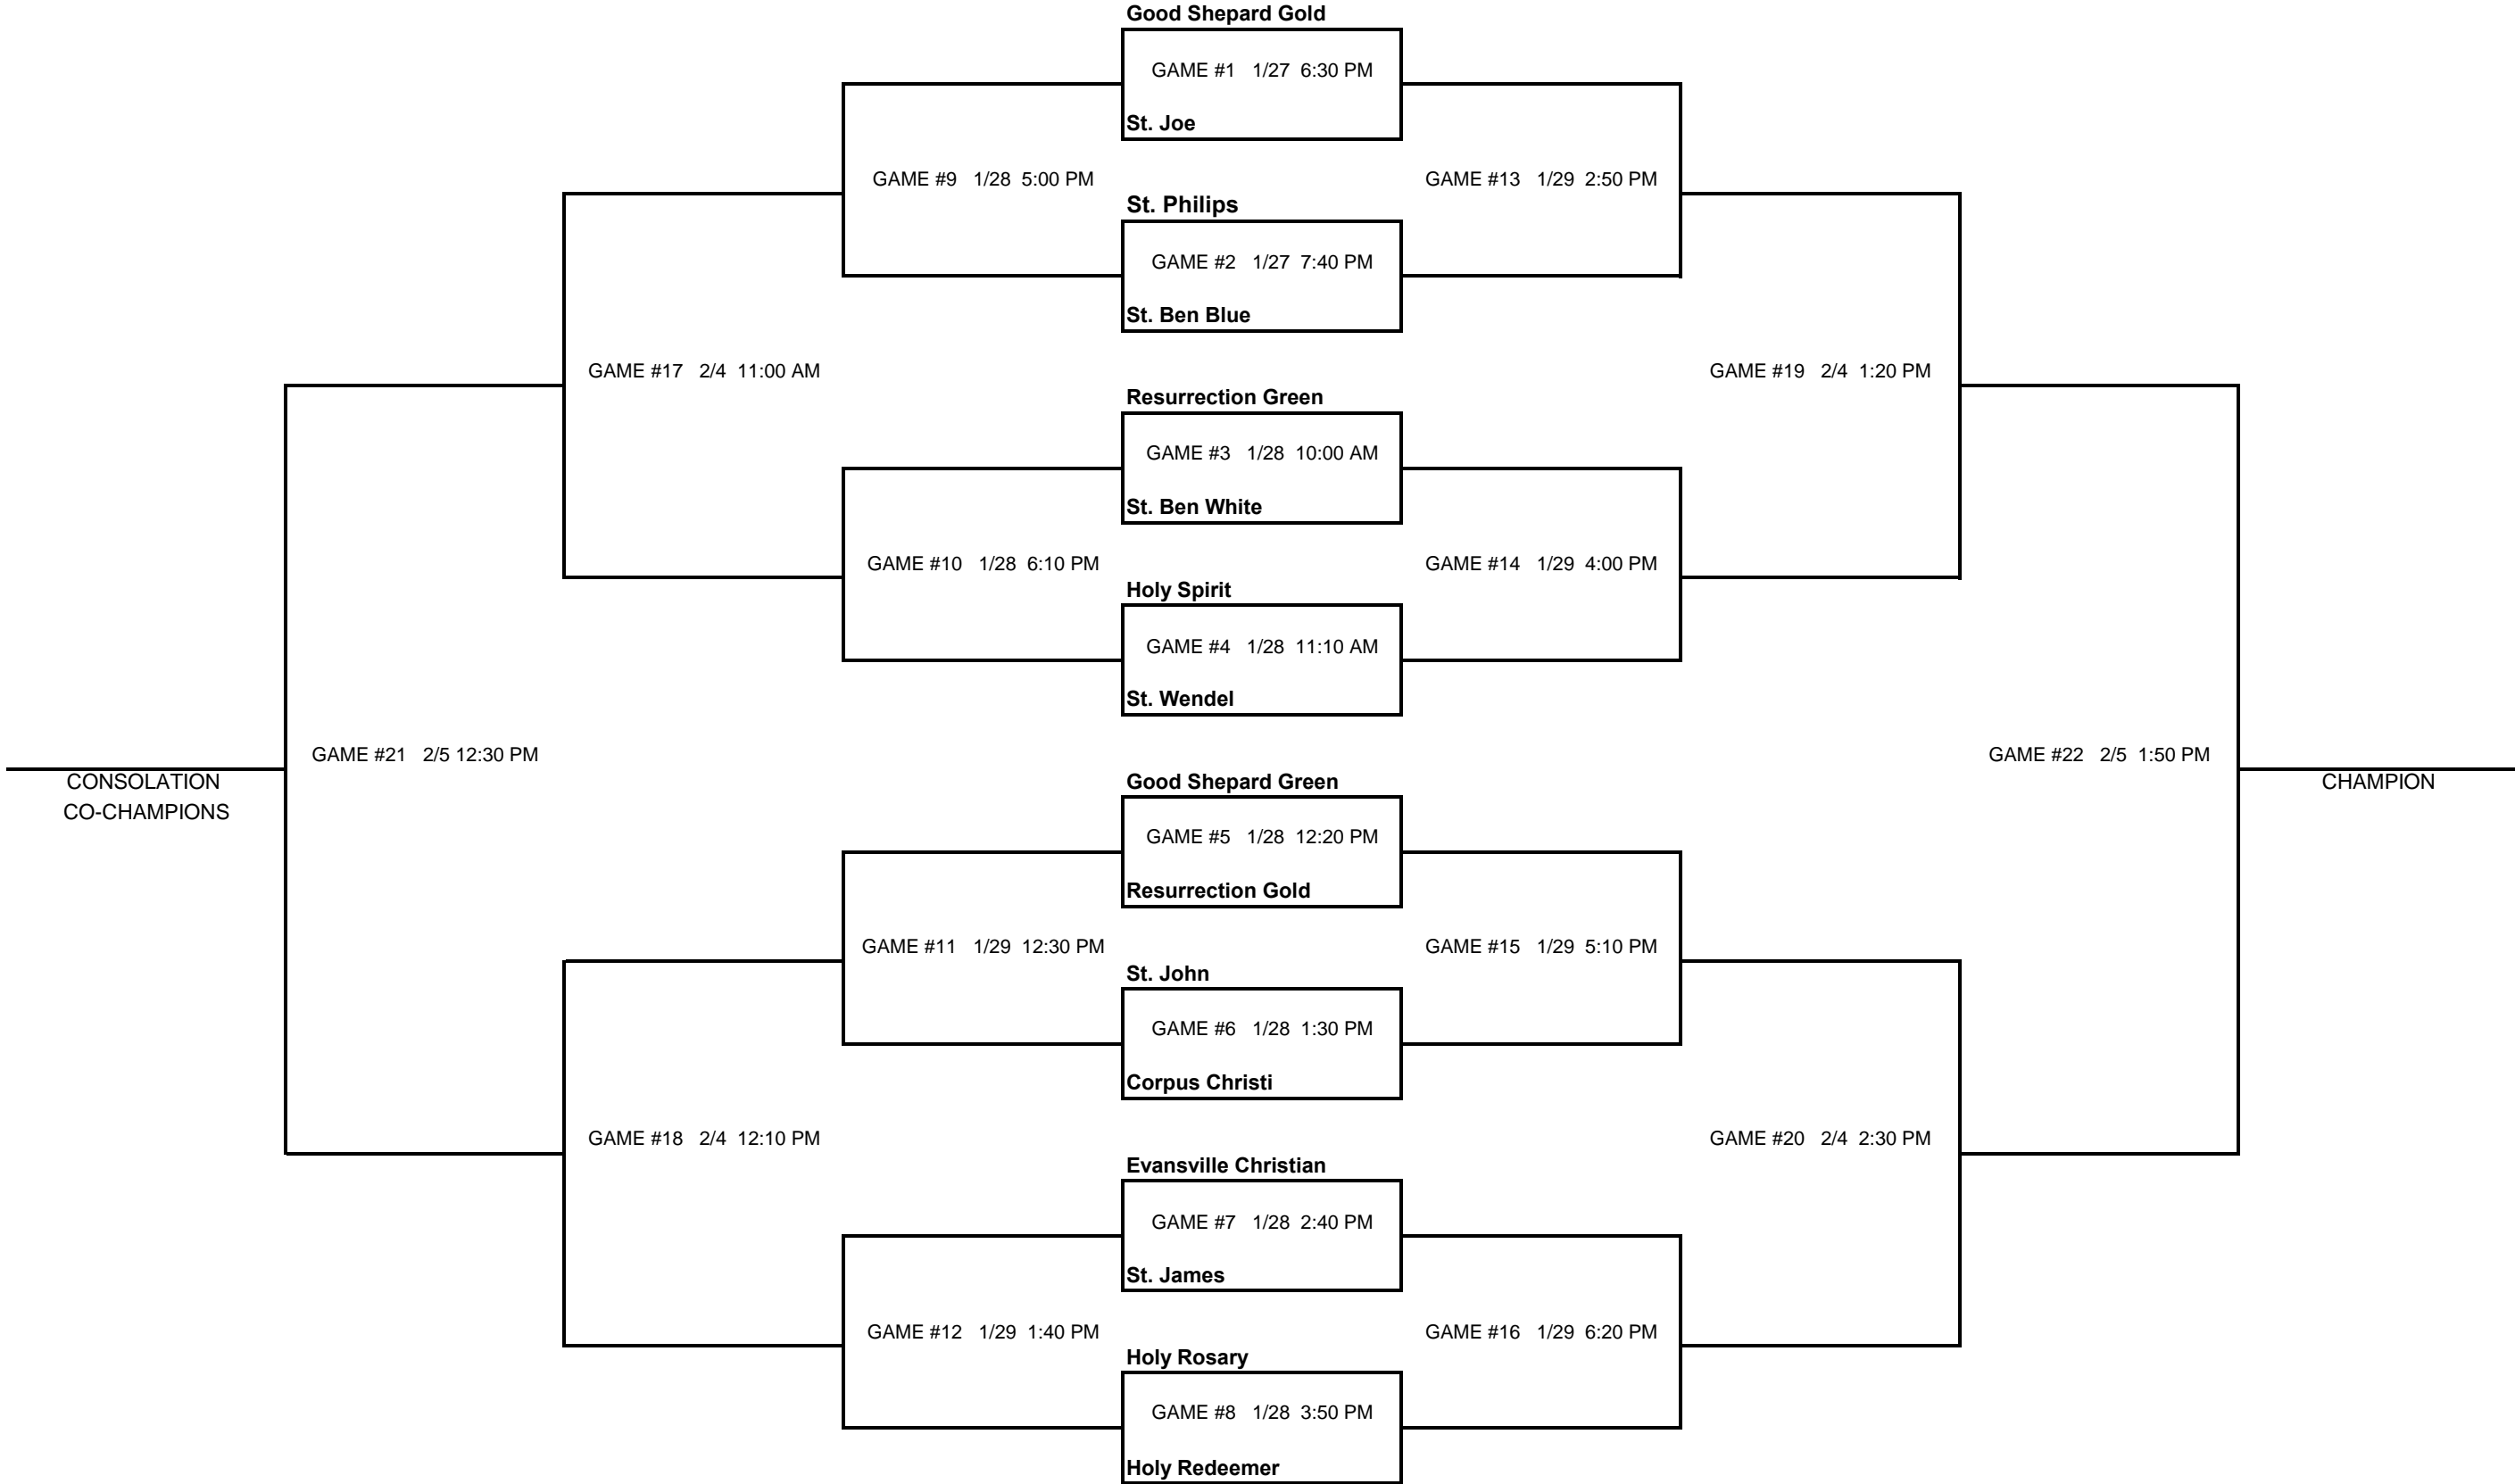 Good Shepard Gold
GAME #1 1/27 6:30 PM
St. Joe
GAME #9 1/28 5:00 PM
GAME #13 1/29 2:50 PM
St. Philips
GAME #2 1/27 7:40 PM
St. Ben Blue
GAME #17 2/4 11:00 AM
GAME #19 2/4 1:20 PM
Resurrection Green
GAME #3 1/28 10:00 AM
St. Ben White
GAME #10 1/28 6:10 PM
GAME #14 1/29 4:00 PM
Holy Spirit
GAME #4 1/28 11:10 AM
St. Wendel
GAME #21 2/5 12:30 PM
GAME #22 2/5 1:50 PM
CONSOLATION
CO-CHAMPIONS
CHAMPION
Good Shepard Green
GAME #5 1/28 12:20 PM
Resurrection Gold
GAME #11 1/29 12:30 PM
GAME #15 1/29 5:10 PM
St. John
GAME #6 1/28 1:30 PM
Corpus Christi
GAME #18 2/4 12:10 PM
GAME #20 2/4 2:30 PM
Evansville Christian
GAME #7 1/28 2:40 PM
St. James
GAME #12 1/29 1:40 PM
GAME #16 1/29 6:20 PM
Holy Rosary
GAME #8 1/28 3:50 PM
Holy Redeemer